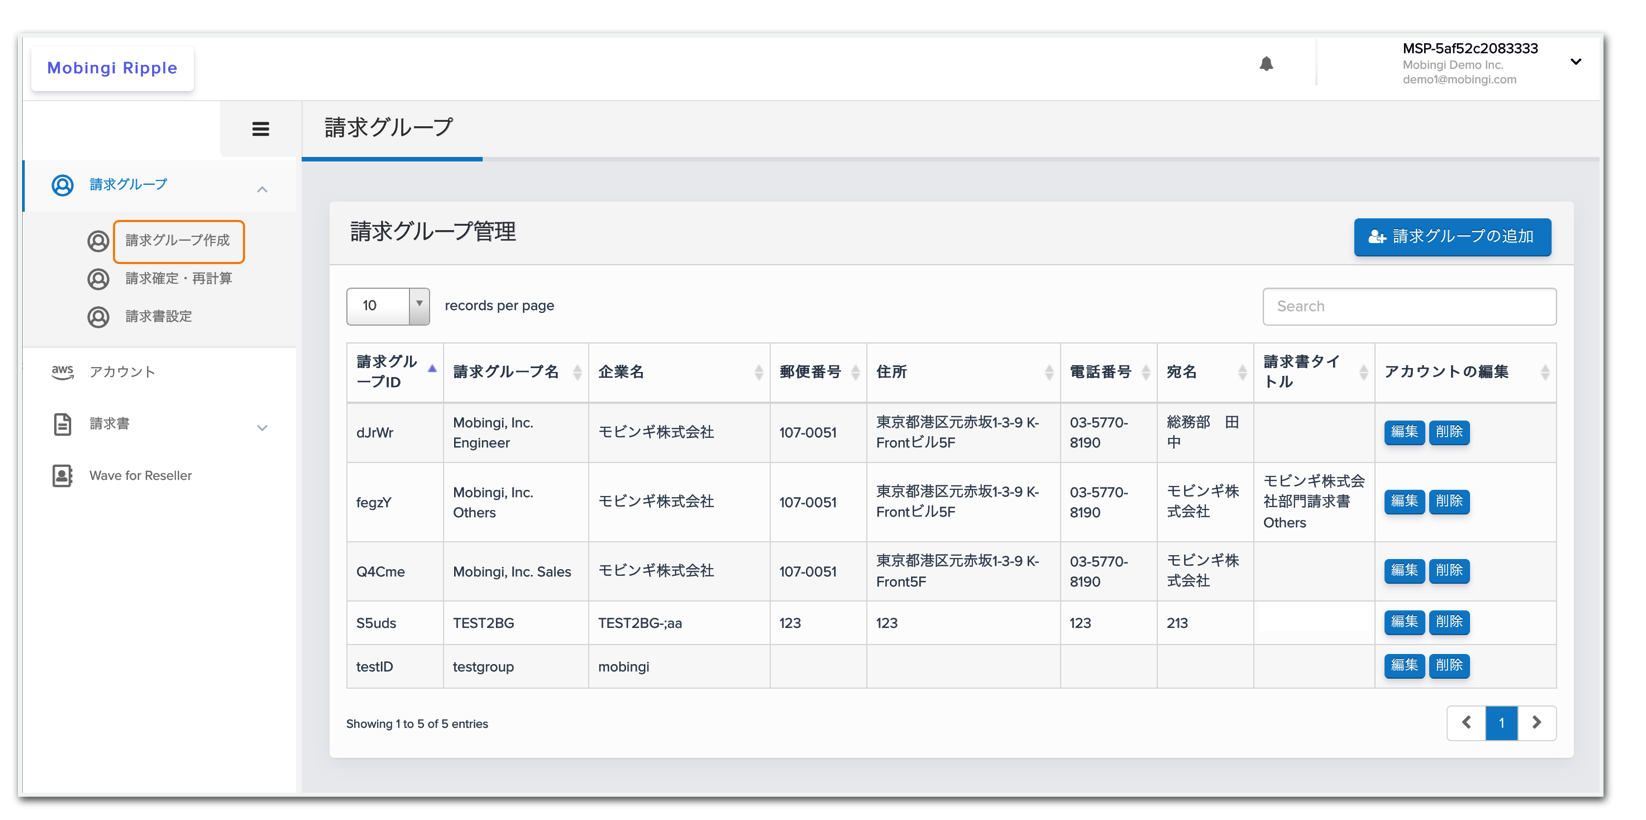 Mobingi Ripple
MSP-5af52c2083333
Mobingi Demo Inc.
demo1@mobingi.com
請求グループ
請求グループ
請求グループ作成
請求確定・再計算
請求書設定
aws アカウント
請求書
Wave for Reseller
請求グループ管理
請求グループの追加
10 records per page
Search
請求グル
ープID
請求グループ名
企業名
郵便番号
住所
電話番号
宛名
請求書タイ
トル
アカウントの編集
dJrWr
Mobingi, Inc.
Engineer
モビンギ株式会社
107-0051
東京都港区元赤坂1-3-9 K-
Frontビル5F
03-5770-
8190
総務部　田
中
編集 削除
fegzY
Mobingi, Inc.
Others
モビンギ株式会社
107-0051
東京都港区元赤坂1-3-9 K-
Frontビル5F
03-5770-
8190
モビンギ株
式会社
モビンギ株式会
社部門請求書
Others
編集 削除
Q4Cme
Mobingi, Inc. Sales
モビンギ株式会社
107-0051
東京都港区元赤坂1-3-9 K-
Front5F
03-5770-
8190
モビンギ株
式会社
編集 削除
S5uds
TEST2BG
TEST2BG-;aa
123
123
123
213
編集 削除
testID
testgroup
mobingi
編集 削除
Showing 1 to 5 of 5 entries
1